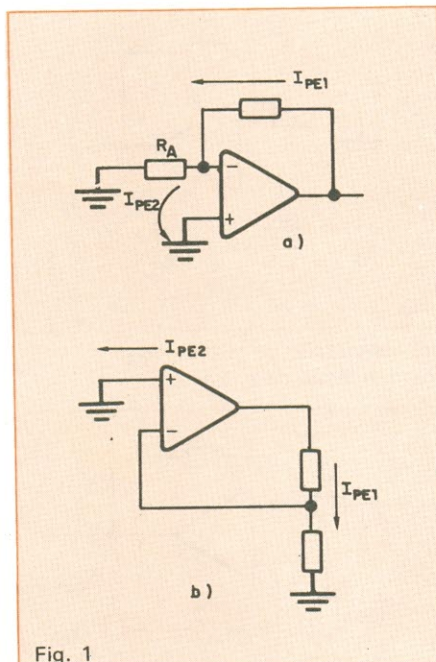 I_PE1
R_A
−
I_PE2
+
a)
I_PE2
+
−
I_PE1
b)
Fig. 1